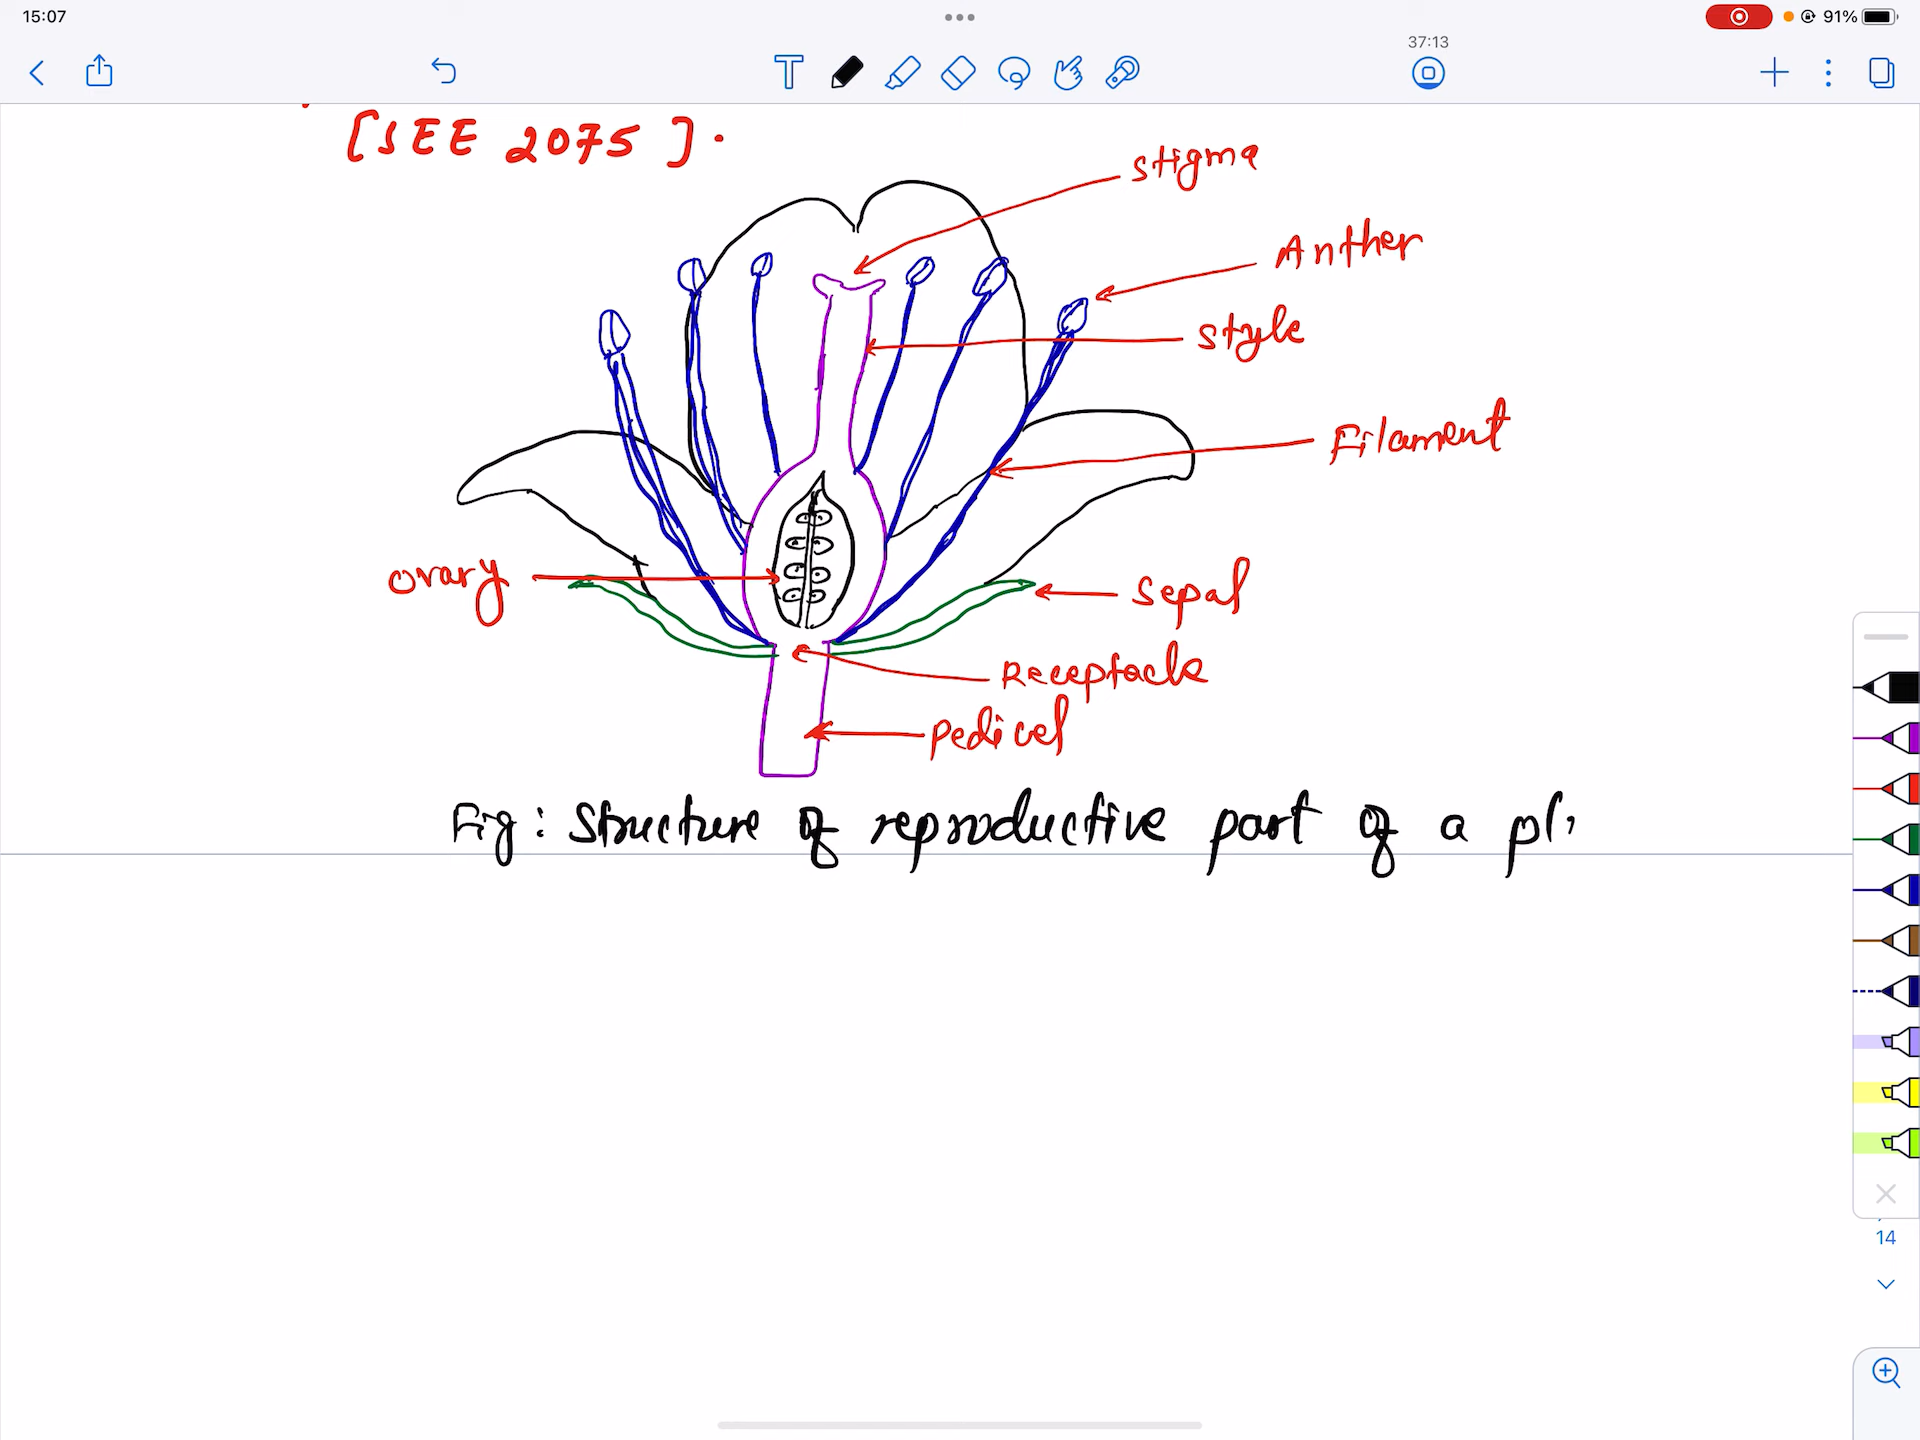 15:07
91%
37:13
[SEE 2075].
Stigma
Anther
Style
Filament
Ovary
Sepal
Receptacle
Pedicel
Fig: Structure of reproductive part of a pl
14